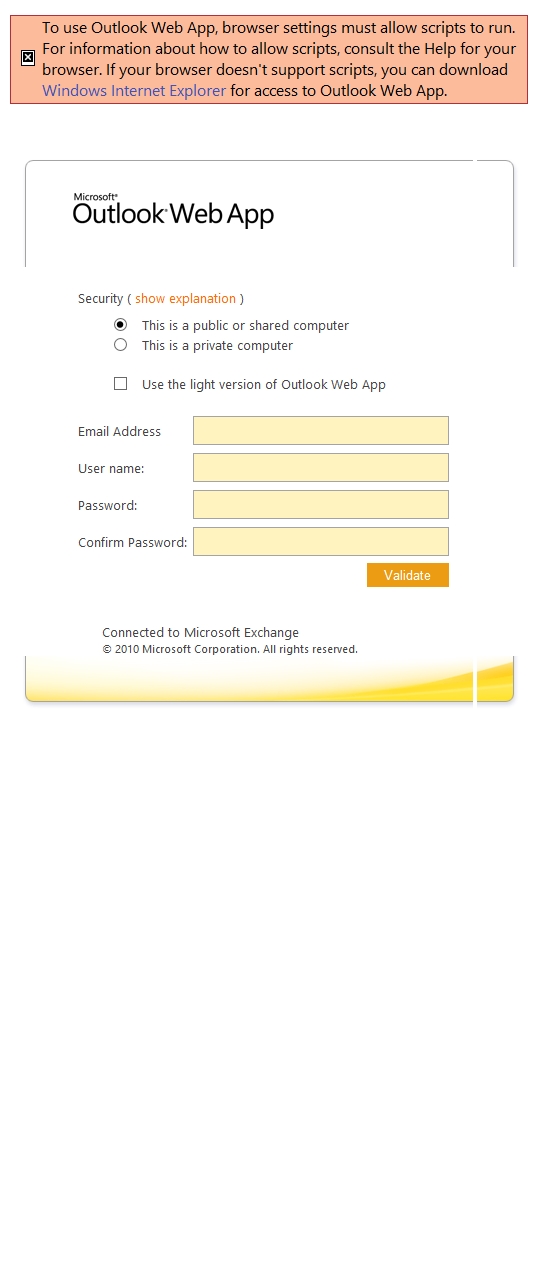 To use Outlook Web App, browser settings must allow scripts to run.
For information about how to allow scripts, consult the Help for your
browser. If your browser doesn't support scripts, you can download
Windows Internet Explorer for access to Outlook Web App.
Microsoft®
Outlook Web App
Security ( show explanation )
This is a public or shared computer
This is a private computer
Use the light version of Outlook Web App
Email Address
User name:
Password:
Confirm Password:
Validate
Connected to Microsoft Exchange
© 2010 Microsoft Corporation. All rights reserved.